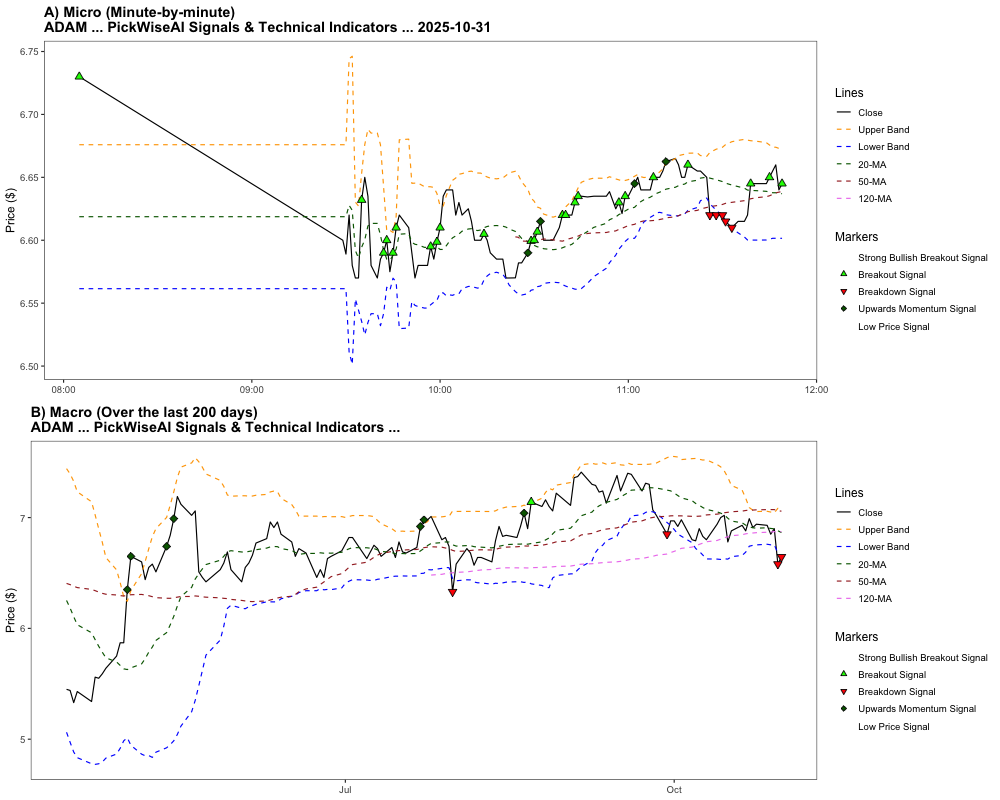 A) Micro (Minute-by-minute)
ADAM ... PickWiseAI Signals & Technical Indicators ... 2025-10-31
Price ($)
6.75
6.70
6.65
6.60
6.55
6.50
08:00
09:00
10:00
11:00
12:00
Lines
Close
Upper Band
Lower Band
20-MA
50-MA
120-MA
Markers
Strong Bullish Breakout Signal
Breakout Signal
Breakdown Signal
Upwards Momentum Signal
Low Price Signal
B) Macro (Over the last 200 days)
ADAM ... PickWiseAI Signals & Technical Indicators ...
Price ($)
7
6
5
Jul
Oct
Lines
Close
Upper Band
Lower Band
20-MA
50-MA
120-MA
Markers
Strong Bullish Breakout Signal
Breakout Signal
Breakdown Signal
Upwards Momentum Signal
Low Price Signal